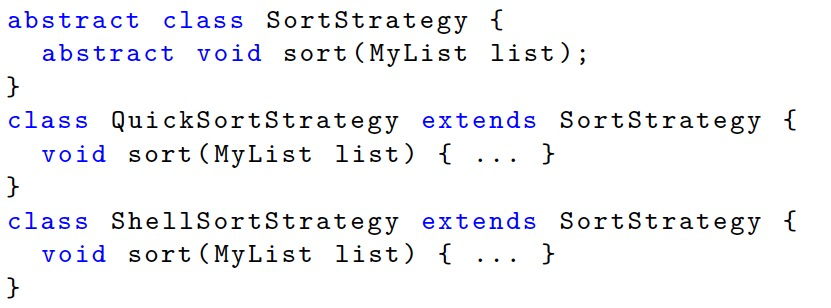 abstract class SortStrategy {
  abstract void sort(MyList list);
}
class QuickSortStrategy extends SortStrategy {
  void sort(MyList list) { ... }
}
class ShellSortStrategy extends SortStrategy {
  void sort(MyList list) { ... }
}